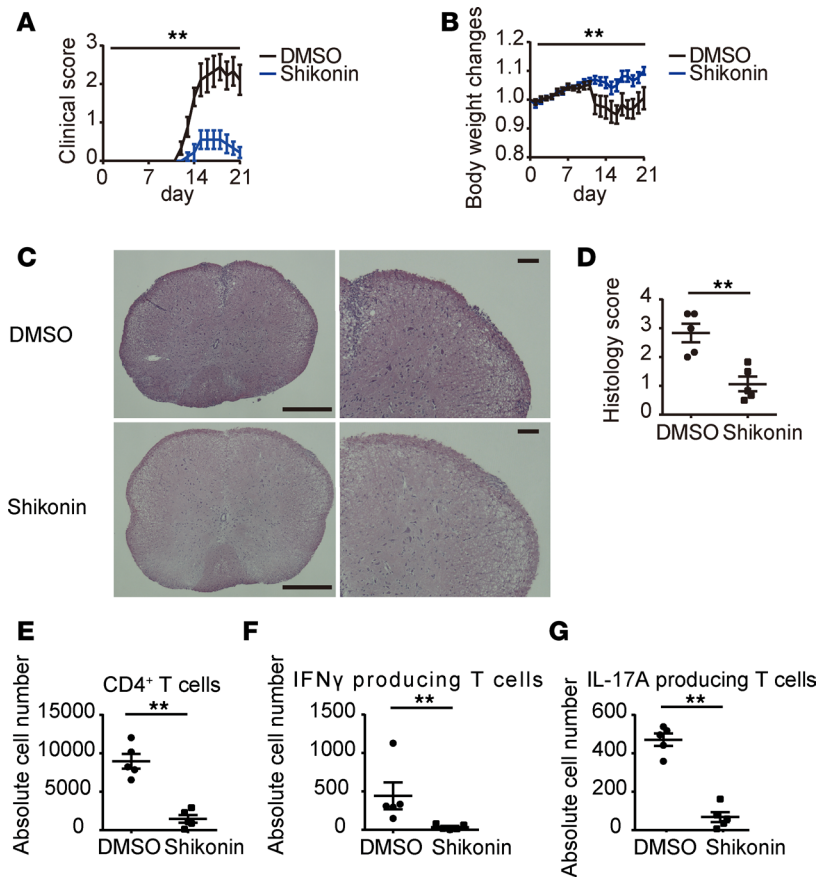 A
**
Clinical score
3
2
1
0
0 7 14 21
day
DMSO
Shikonin
B
**
Body weight changes
1.2
1.1
1.0
0.9
0.8
0 7 14 21
day
DMSO
Shikonin
C
DMSO
Shikonin
D
**
Histology score
4
3
2
1
0
DMSO Shikonin
E
CD4⁺ T cells
**
Absolute cell number
15000
10000
5000
0
DMSO Shikonin
F
IFNγ producing T cells
**
Absolute cell number
1500
1000
500
0
DMSO Shikonin
G
IL-17A producing T cells
**
Absolute cell number
600
400
200
0
DMSO Shikonin